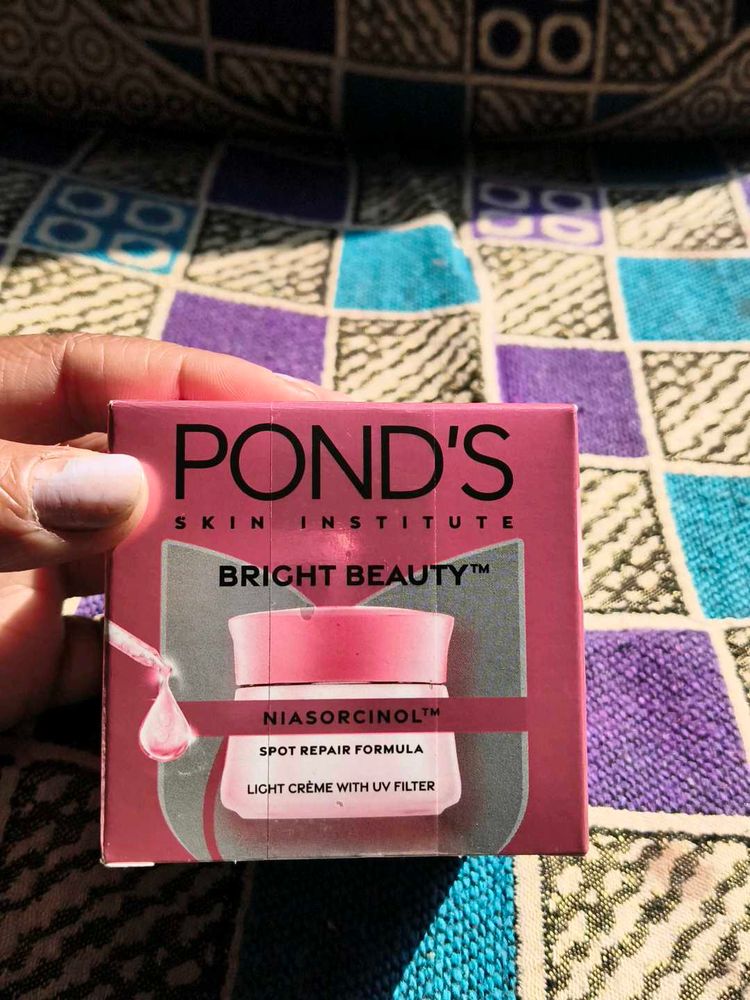 POND'S
SKIN INSTITUTE
BRIGHT BEAUTY™
NIASORCINOL™
SPOT REPAIR FORMULA
LIGHT CRÈME WITH UV FILTER